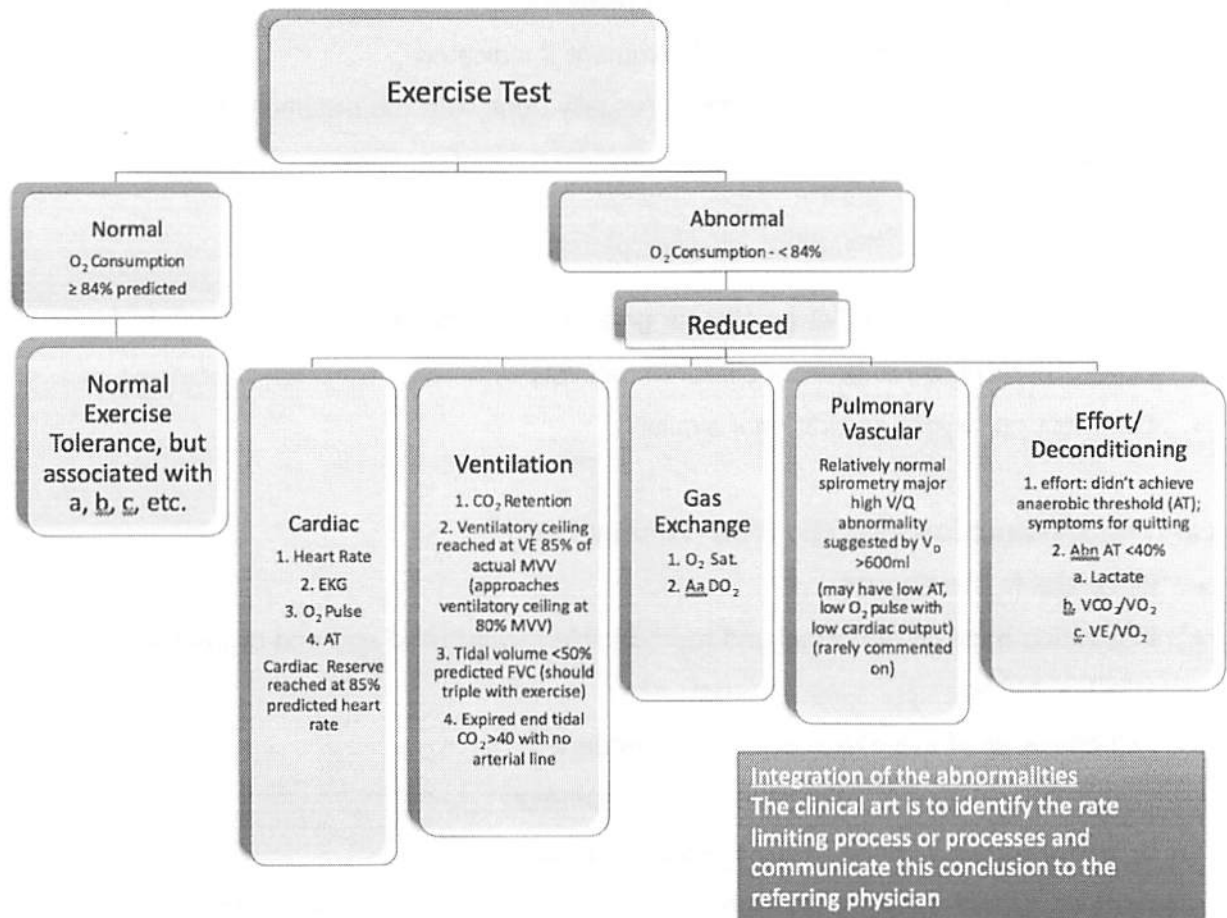 Exercise Test
Normal
O₂ Consumption
≥ 84% predicted
Abnormal
O₂ Consumption - < 84%
Reduced
Normal
Exercise
Tolerance, but
associated with
a, b, c, etc.
Cardiac
1. Heart Rate
2. EKG
3. O₂ Pulse
4. AT
Cardiac Reserve
reached at 85%
predicted heart
rate
Ventilation
1. CO₂ Retention
2. Ventilatory ceiling
reached at VE 85% of
actual MVV
(approaches
ventilatory ceiling at
80% MVV)
3. Tidal volume <50%
predicted FVC (should
triple with exercise)
4. Expired end tidal
CO₂>40 with no
arterial line
Gas
Exchange
1. O₂ Sat.
2. Aa DO₂
Pulmonary
Vascular
Relatively normal
spirometry major
high V/Q
abnormality
suggested by V_D
>600ml
(may have low AT,
low O₂ pulse with
low cardiac output)
(rarely commented
on)
Effort/
Deconditioning
1. effort: didn't achieve
anaerobic threshold (AT);
symptoms for quitting
2. Abn AT <40%
a. Lactate
b. VCO₂/VO₂
c. VE/VO₂
Integration of the abnormalities
The clinical art is to identify the rate
limiting process or processes and
communicate this conclusion to the
referring physician